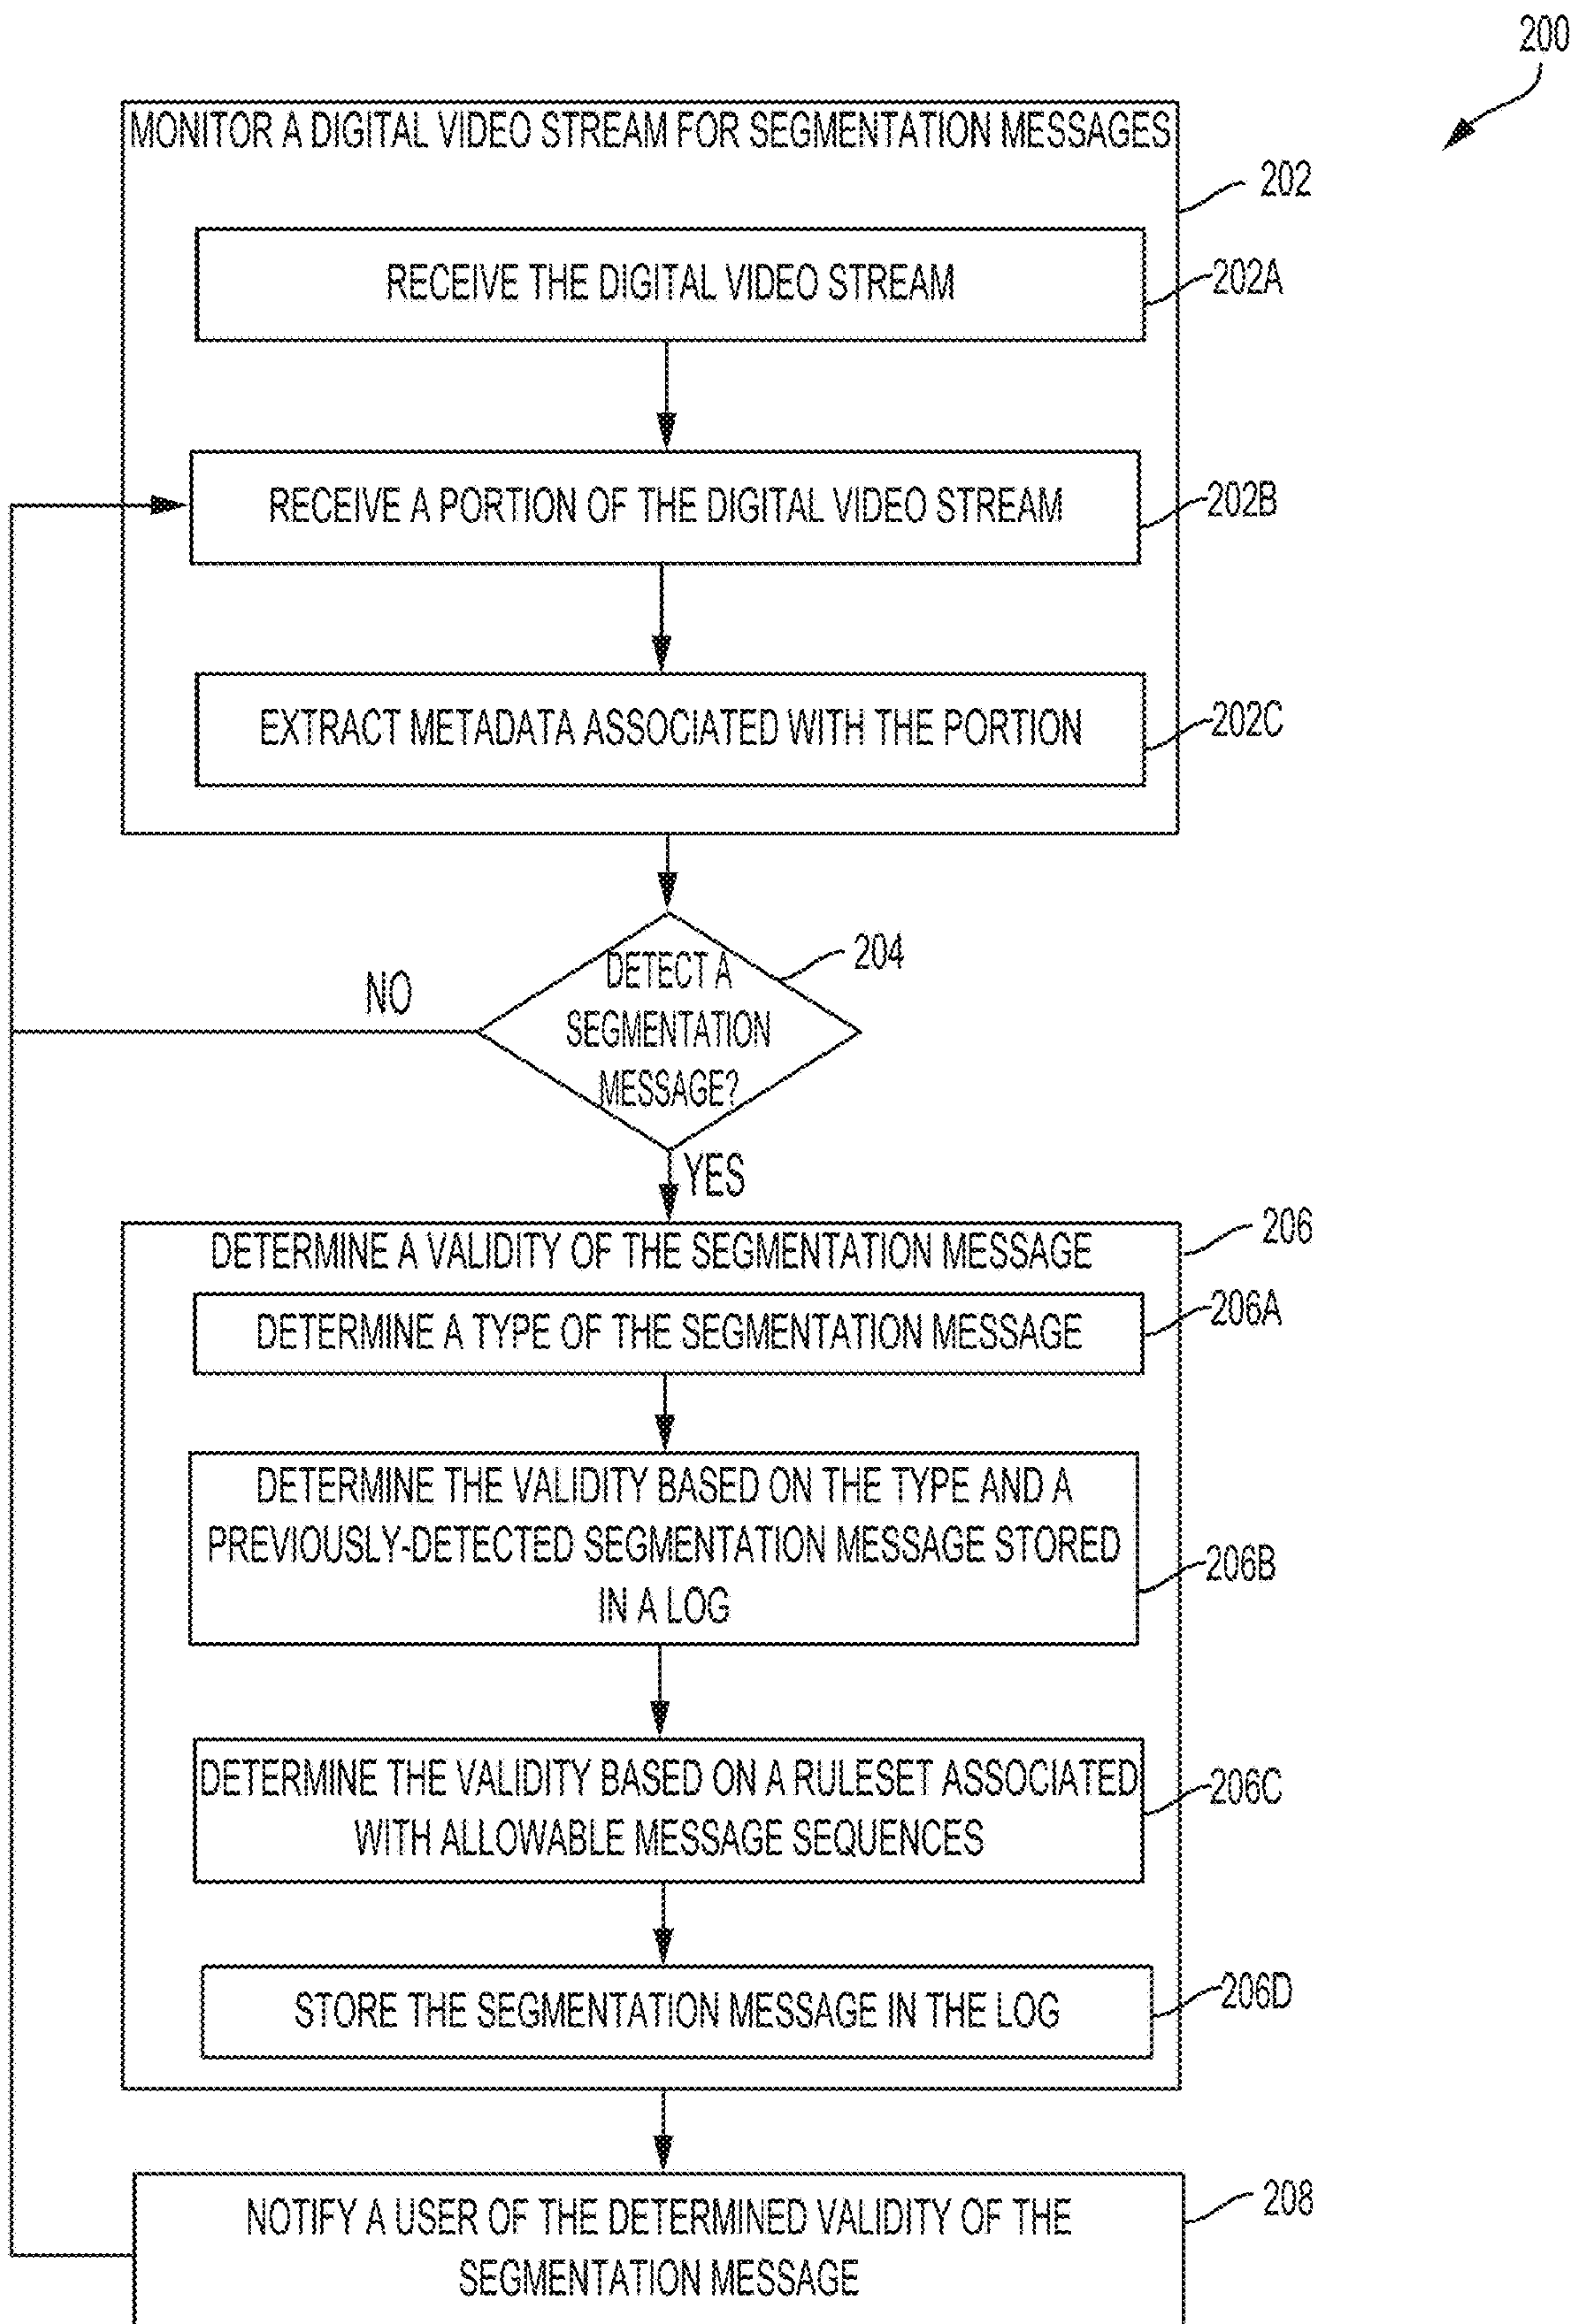 200
MONITOR A DIGITAL VIDEO STREAM FOR SEGMENTATION MESSAGES
202
RECEIVE THE DIGITAL VIDEO STREAM
202A
RECEIVE A PORTION OF THE DIGITAL VIDEO STREAM
202B
EXTRACT METADATA ASSOCIATED WITH THE PORTION
202C
DETECT A
SEGMENTATION
MESSAGE?
204
NO
YES
DETERMINE A VALIDITY OF THE SEGMENTATION MESSAGE
206
DETERMINE A TYPE OF THE SEGMENTATION MESSAGE
206A
DETERMINE THE VALIDITY BASED ON THE TYPE AND A
PREVIOUSLY-DETECTED SEGMENTATION MESSAGE STORED
IN A LOG
206B
DETERMINE THE VALIDITY BASED ON A RULESET ASSOCIATED
WITH ALLOWABLE MESSAGE SEQUENCES
206C
STORE THE SEGMENTATION MESSAGE IN THE LOG
206D
NOTIFY A USER OF THE DETERMINED VALIDITY OF THE
SEGMENTATION MESSAGE
208